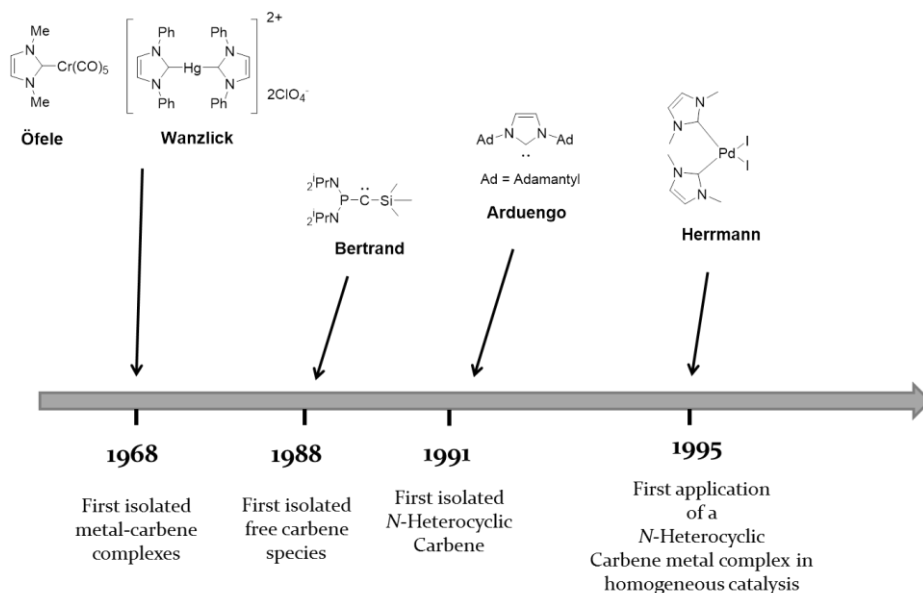 Me
N
Cr(CO)5
N
Me
Öfele
Ph
Ph
N
N
Hg
N
N
Ph
Ph
2+
2ClO4-
Wanzlick
2iPrN
P
C
Si
2iPrN
Bertrand
Ad
N
N
Ad
Ad = Adamantyl
Arduengo
N
N
Pd
I
I
N
N
Herrmann
1968
First isolated
metal-carbene
complexes
1988
First isolated
free carbene
species
1991
First isolated
N-Heterocyclic
Carbene
1995
First application
of a
N-Heterocyclic
Carbene metal complex in
homogeneous catalysis